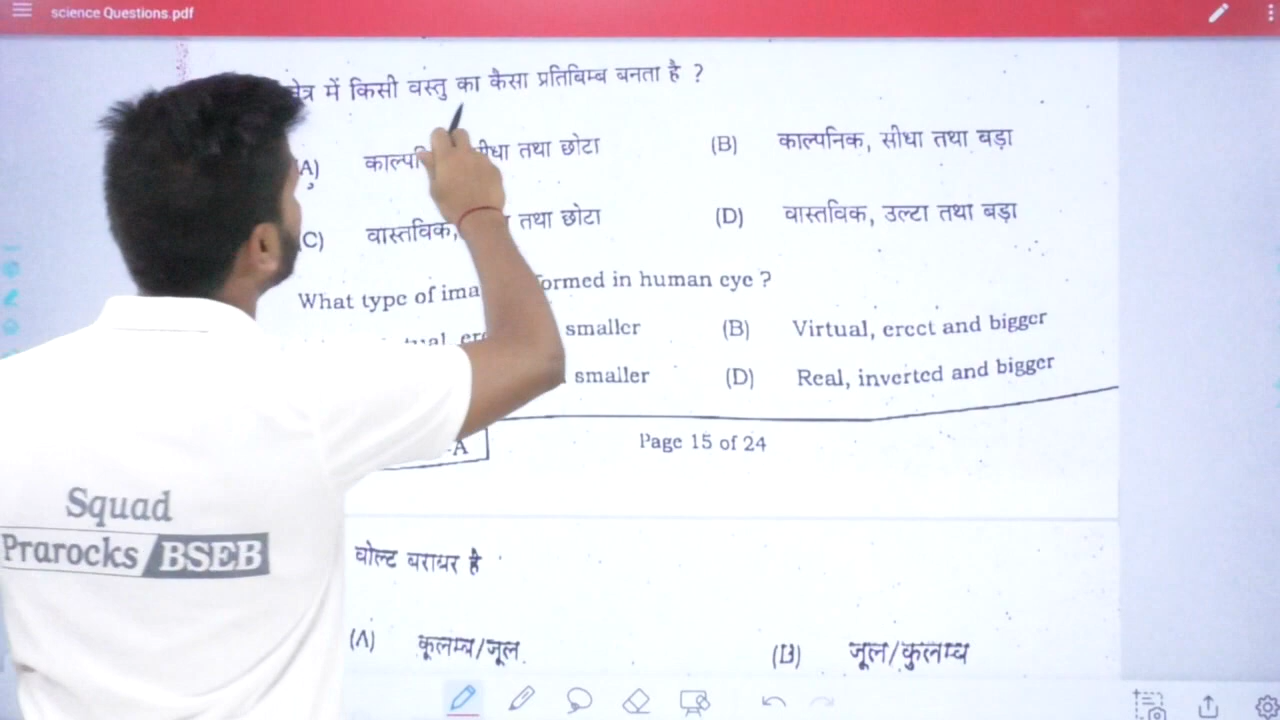 science Questions.pdf
में किसी वस्तु का कैसा प्रतिबिम्ब बनता है ?
(A) तथा छोटा (B) काल्पनिक, सीधा तथा बड़ा
(C) वास्तविक, तथा छोटा (D) वास्तविक, उल्टा तथा बड़ा
What type of formed in human eye ?
smaller (B) Virtual, erect and bigger
smaller (D) Real, inverted and bigger
-A Page 15 of 24
वोल्ट बराबर है
(A) कूलम्ब/जूल (B) जूल/कुलम्ब
Squad
Prarocks BSEB